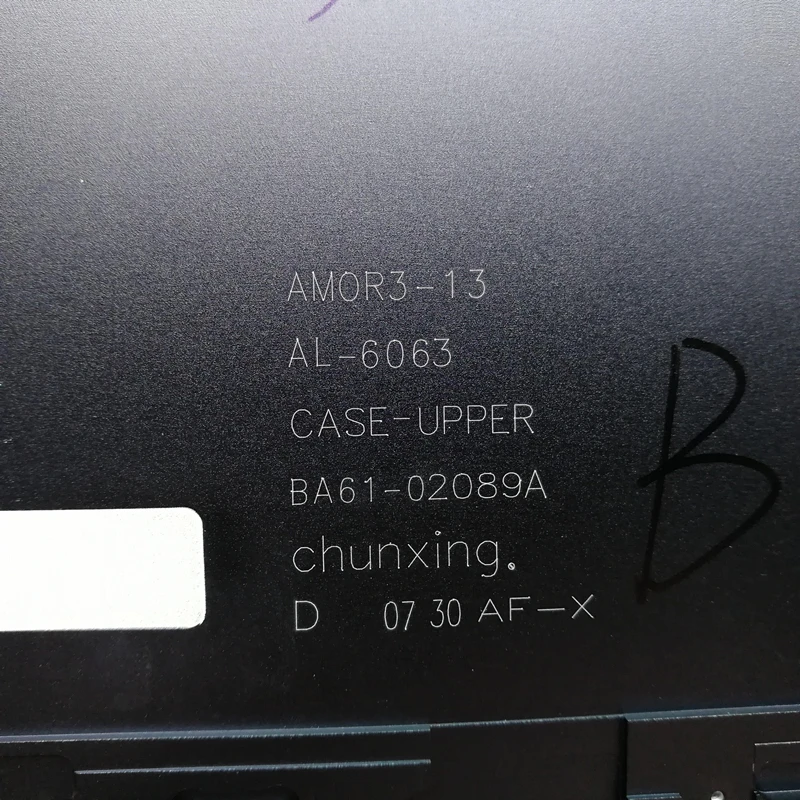 AMOR3-13
AL-6063
CASE-UPPER
BA61-02089A
chunxing.
D 07 30 AF-X
B